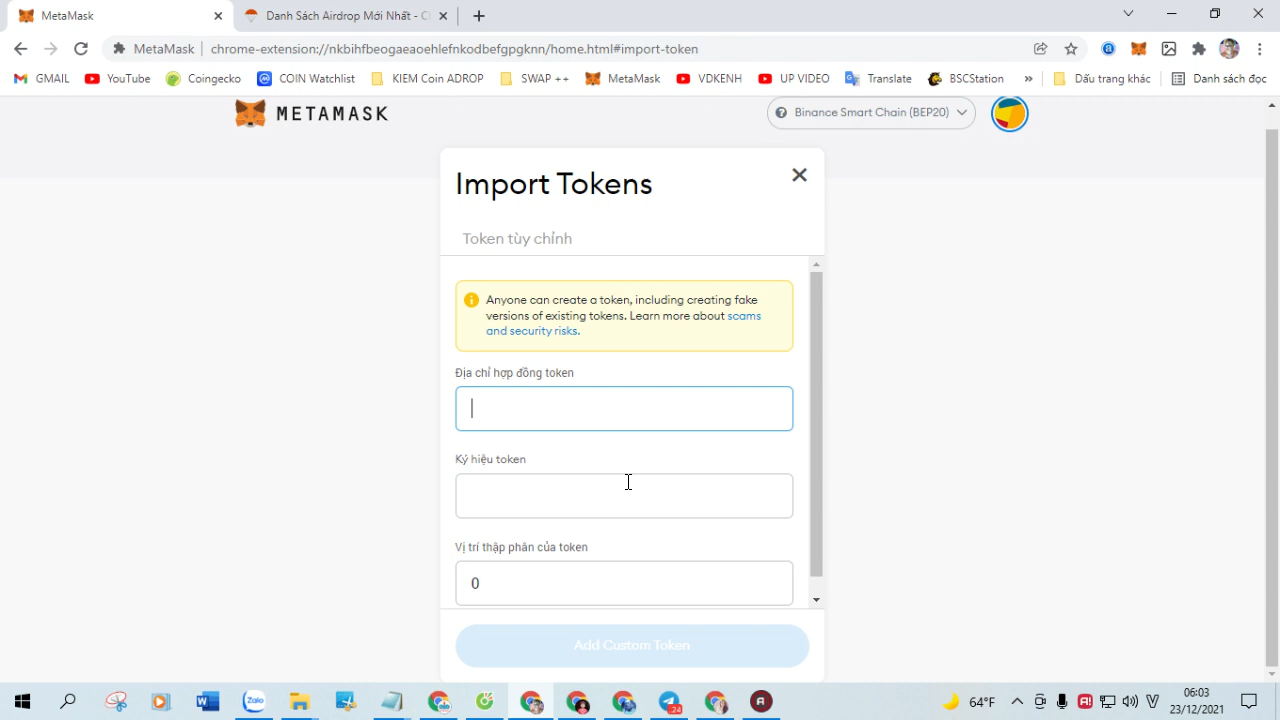 MetaMask
Danh Sách Airdrop Mới Nhất - C
MetaMask
chrome-extension://nkbihfbeogaeaoehlefnkodbefgpgknn/home.html#import-token
GMAIL
YouTube
Coingecko
COIN Watchlist
KIEM Coin ADROP
SWAP ++
MetaMask
VDKENH
UP VIDEO
Translate
BSCStation
»
Dấu trang khác
Danh sách đọc
METAMASK
Binance Smart Chain (BEP20)
Import Tokens
Token tùy chỉnh
Anyone can create a token, including creating fake
versions of existing tokens. Learn more about scams
and security risks.
Địa chỉ hợp đồng token
Ký hiệu token
Vị trí thập phân của token
0
Add Custom Token
Zalo
24
64°F
06:03
23/12/2021